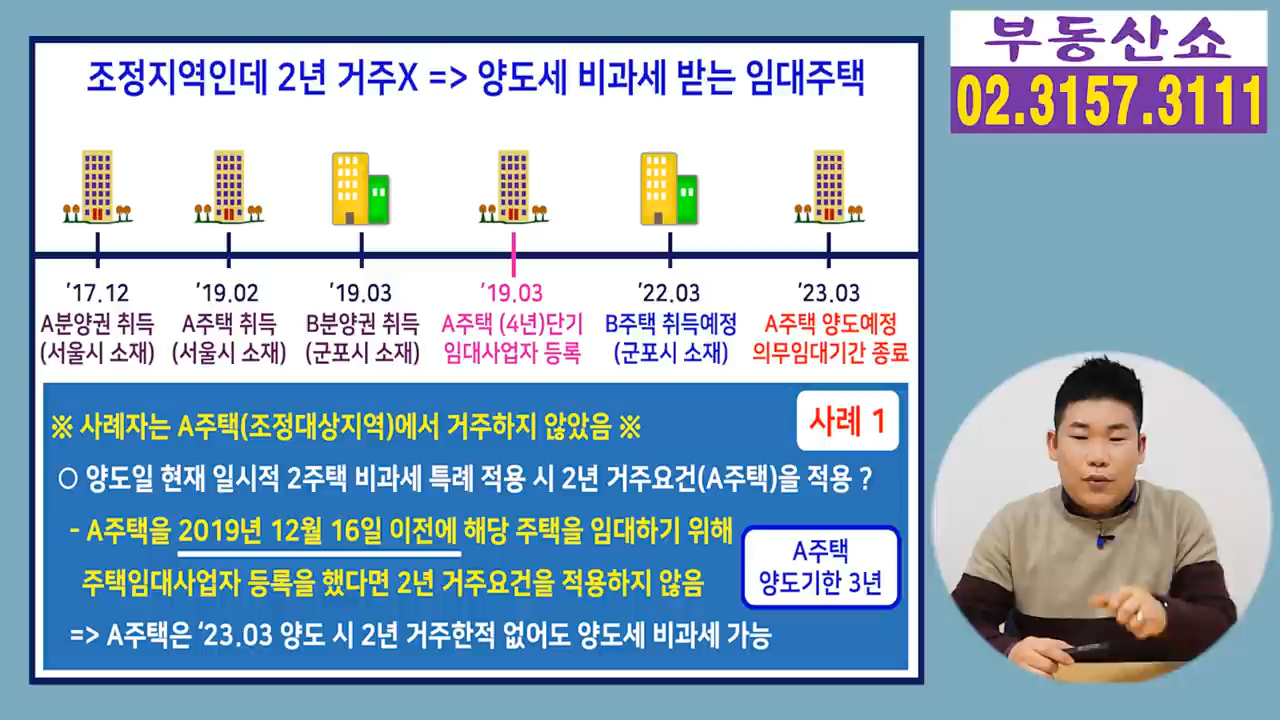 부동산쇼
02.3157.3111
조정지역인데 2년 거주X => 양도세 비과세 받는 임대주택
'17.12
A분양권 취득
(서울시 소재)
'19.02
A주택 취득
(서울시 소재)
'19.03
B분양권 취득
(군포시 소재)
'19.03
A주택 (4년)단기
임대사업자 등록
'22.03
B주택 취득예정
(군포시 소재)
'23.03
A주택 양도예정
의무임대기간 종료
※ 사례자는 A주택(조정대상지역)에서 거주하지 않았음 ※
사례 1
○ 양도일 현재 일시적 2주택 비과세 특례 적용 시 2년 거주요건(A주택)을 적용 ?
- A주택을 2019년 12월 16일 이전에 해당 주택을 임대하기 위해
주택임대사업자 등록을 했다면 2년 거주요건을 적용하지 않음
A주택
양도기한 3년
=> A주택은 ‘23.03 양도 시 2년 거주한적 없어도 양도세 비과세 가능